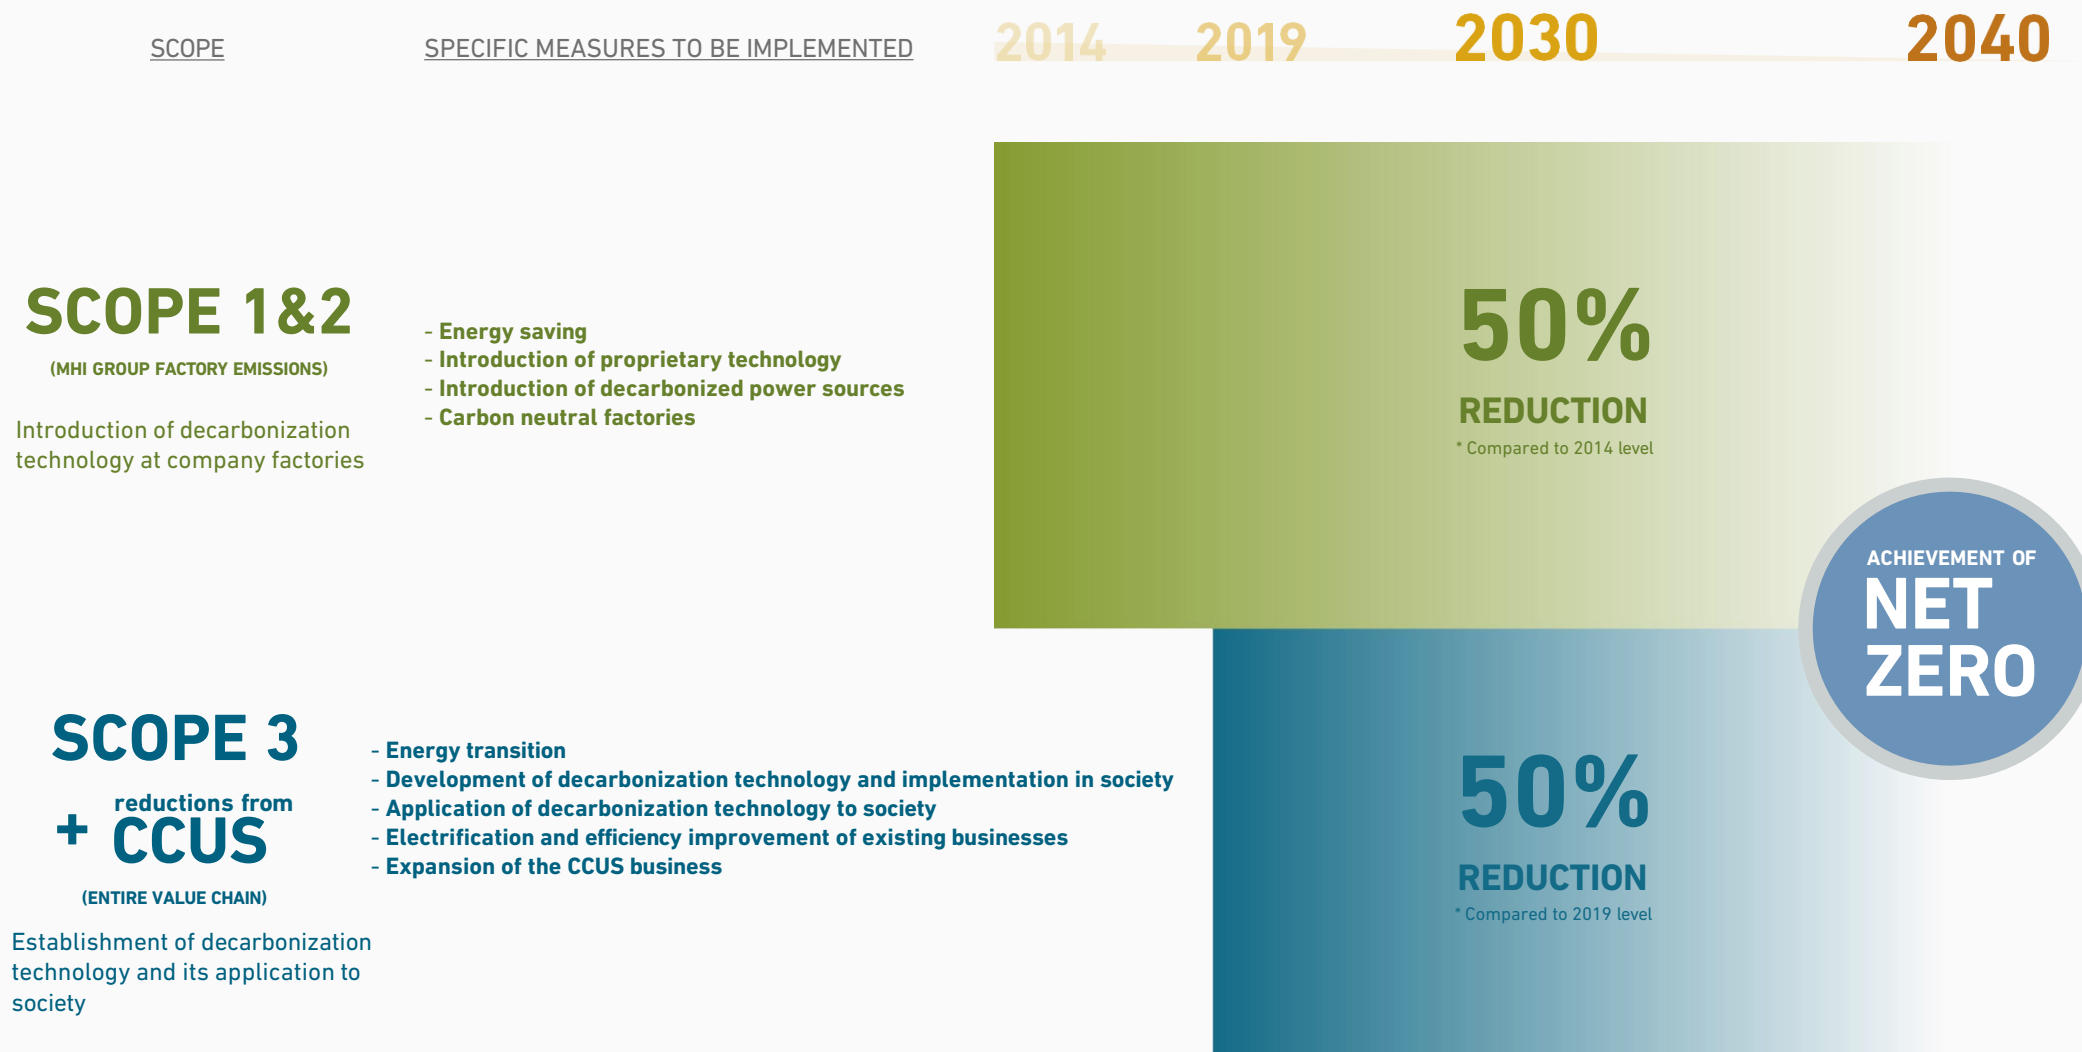 SCOPE
SPECIFIC MEASURES TO BE IMPLEMENTED
2014
2019
2030
2040
SCOPE 1&2
(MHI GROUP FACTORY EMISSIONS)
Introduction of decarbonization
technology at company factories
- Energy saving
- Introduction of proprietary technology
- Introduction of decarbonized power sources
- Carbon neutral factories
50%
REDUCTION
* Compared to 2014 level
ACHIEVEMENT OF
NET
ZERO
SCOPE 3
+ reductions from
CCUS
(ENTIRE VALUE CHAIN)
Establishment of decarbonization
technology and its application to
society
- Energy transition
- Development of decarbonization technology and implementation in society
- Application of decarbonization technology to society
- Electrification and efficiency improvement of existing businesses
- Expansion of the CCUS business
50%
REDUCTION
* Compared to 2019 level